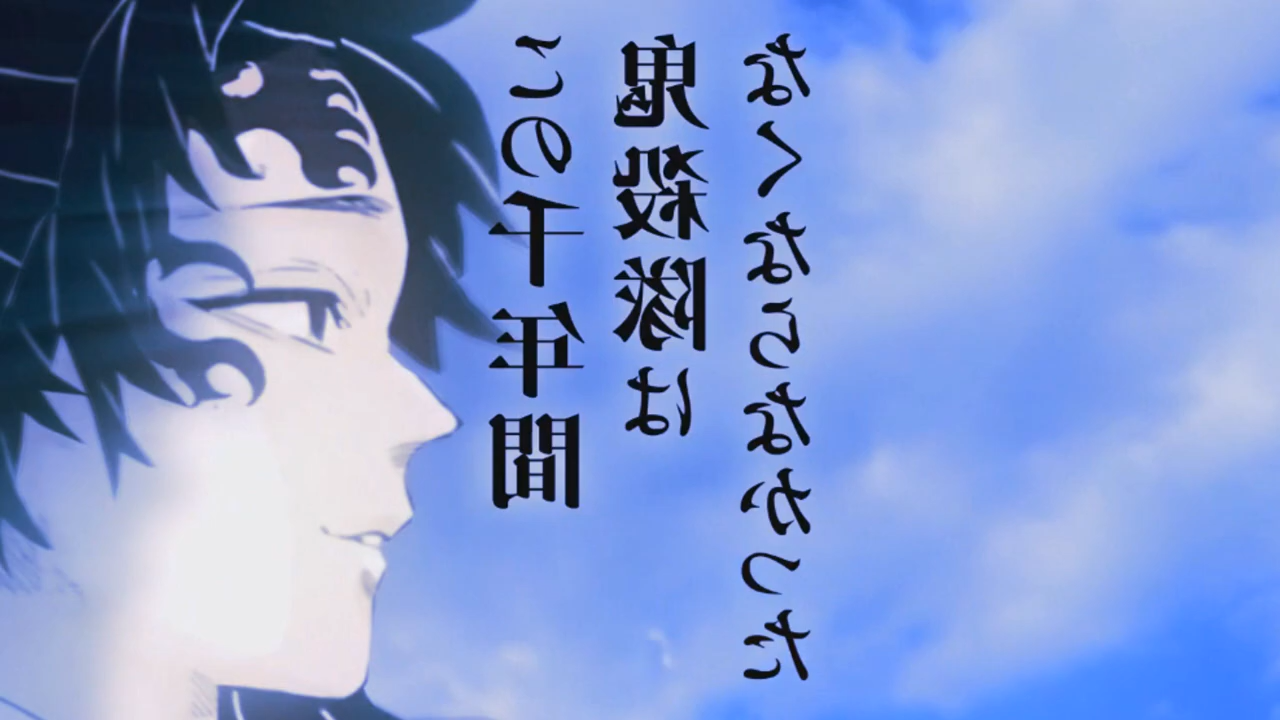 この千年間
鬼殺隊は
なくならなかった